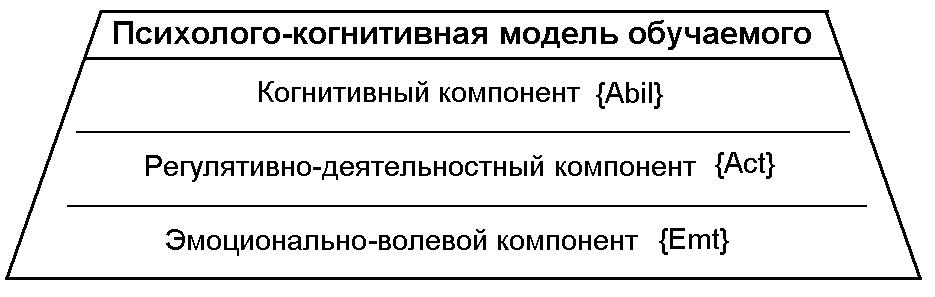 Психолого-когнитивная модель обучаемого
Когнитивный компонент {Abil}
Регулятивно-деятельностный компонент {Act}
Эмоционально-волевой компонент {Emt}